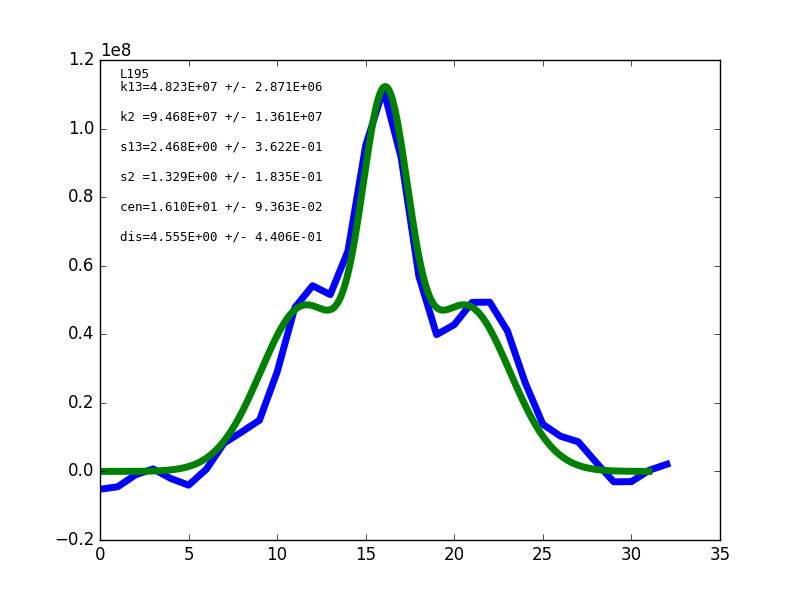 1e8
1.2
L195
k13=4.823E+07 +/- 2.871E+06
k2 =9.468E+07 +/- 1.361E+07
1.0
s13=2.468E+00 +/- 3.622E-01
s2 =1.329E+00 +/- 1.835E-01
0.8
cen=1.610E+01 +/- 9.363E-02
dis=4.555E+00 +/- 4.406E-01
0.6
0.4
0.2
0.0
−0.2
0 5 10 15 20 25 30 35